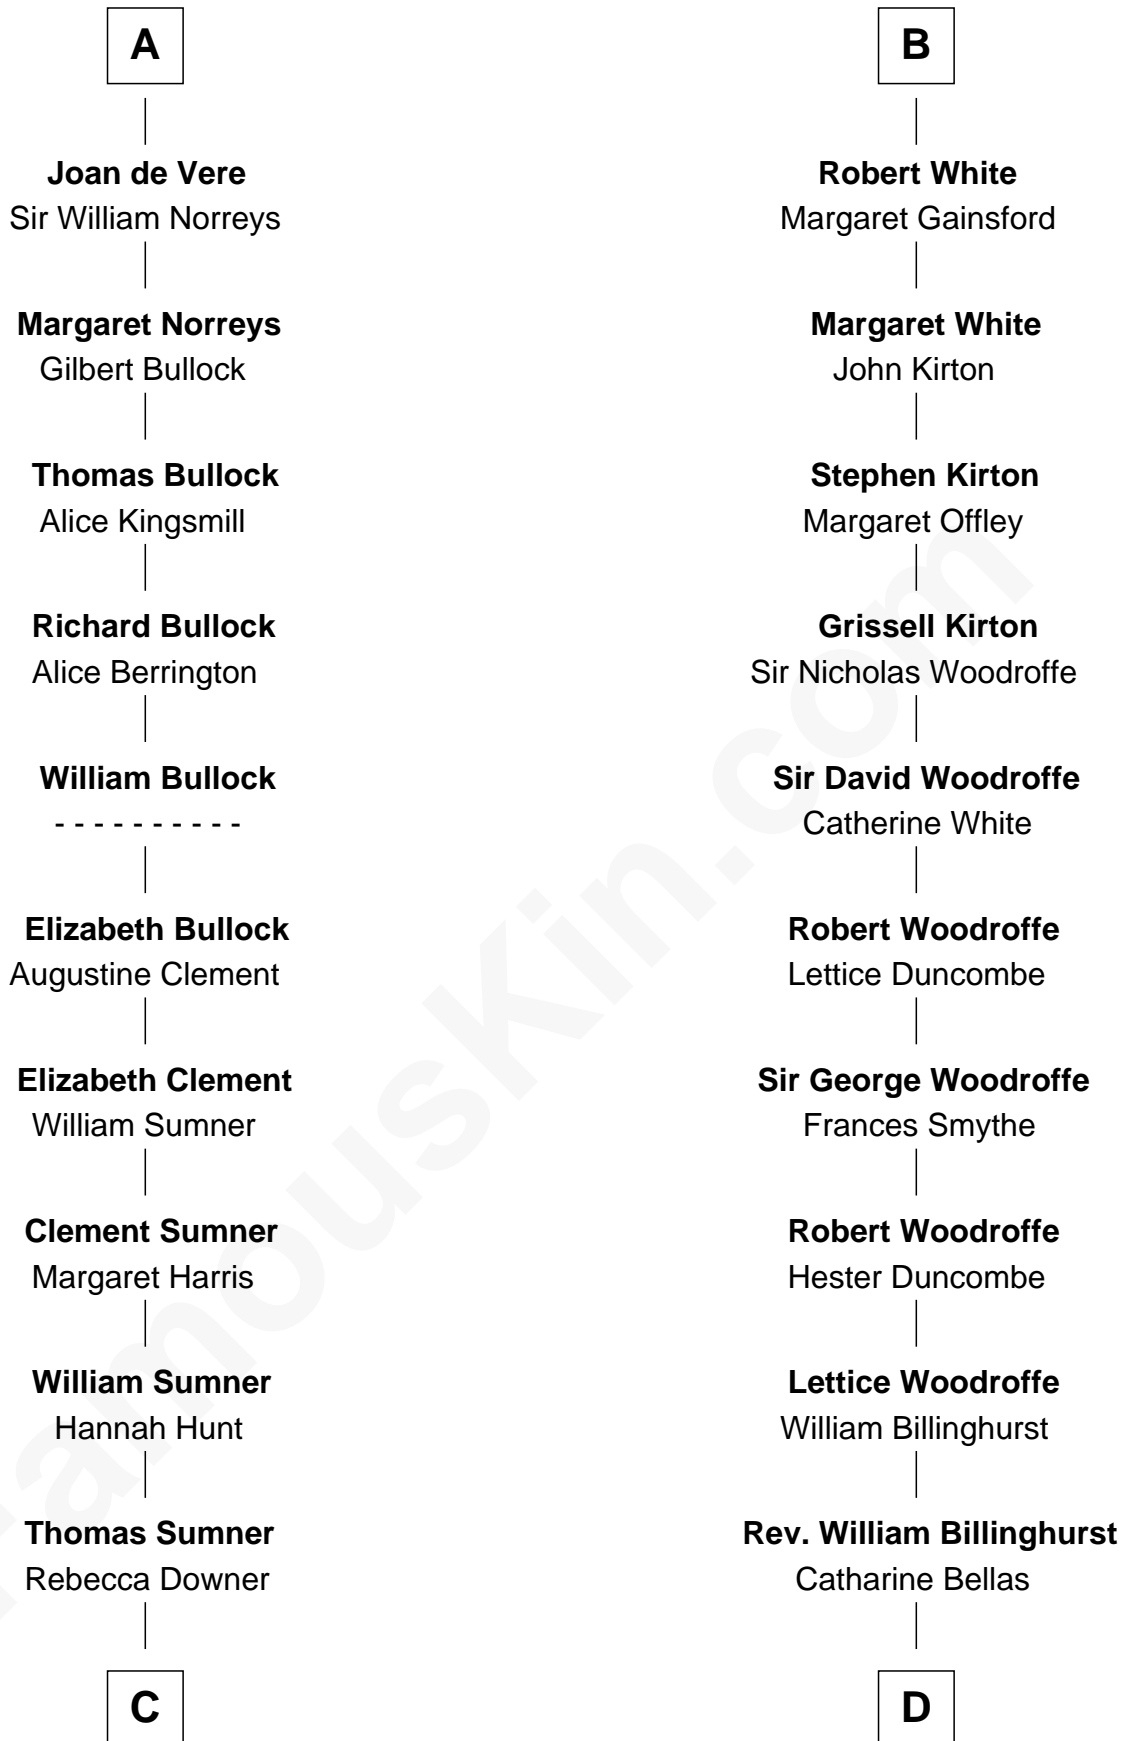 A
Joan de Vere
Sir William Norreys
Margaret Norreys
Gilbert Bullock
Thomas Bullock
Alice Kingsmill
Richard Bullock
Alice Berrington
William Bullock
- - - - - - - - - -
Elizabeth Bullock
Augustine Clement
Elizabeth Clement
William Sumner
Clement Sumner
Margaret Harris
William Sumner
Hannah Hunt
Thomas Sumner
Rebecca Downer
C
B
Robert White
Margaret Gainsford
Margaret White
John Kirton
Stephen Kirton
Margaret Offley
Grissell Kirton
Sir Nicholas Woodroffe
Sir David Woodroffe
Catherine White
Robert Woodroffe
Lettice Duncombe
Sir George Woodroffe
Frances Smythe
Robert Woodroffe
Hester Duncombe
Lettice Woodroffe
William Billinghurst
Rev. William Billinghurst
Catharine Bellas
D
FamousKin.com